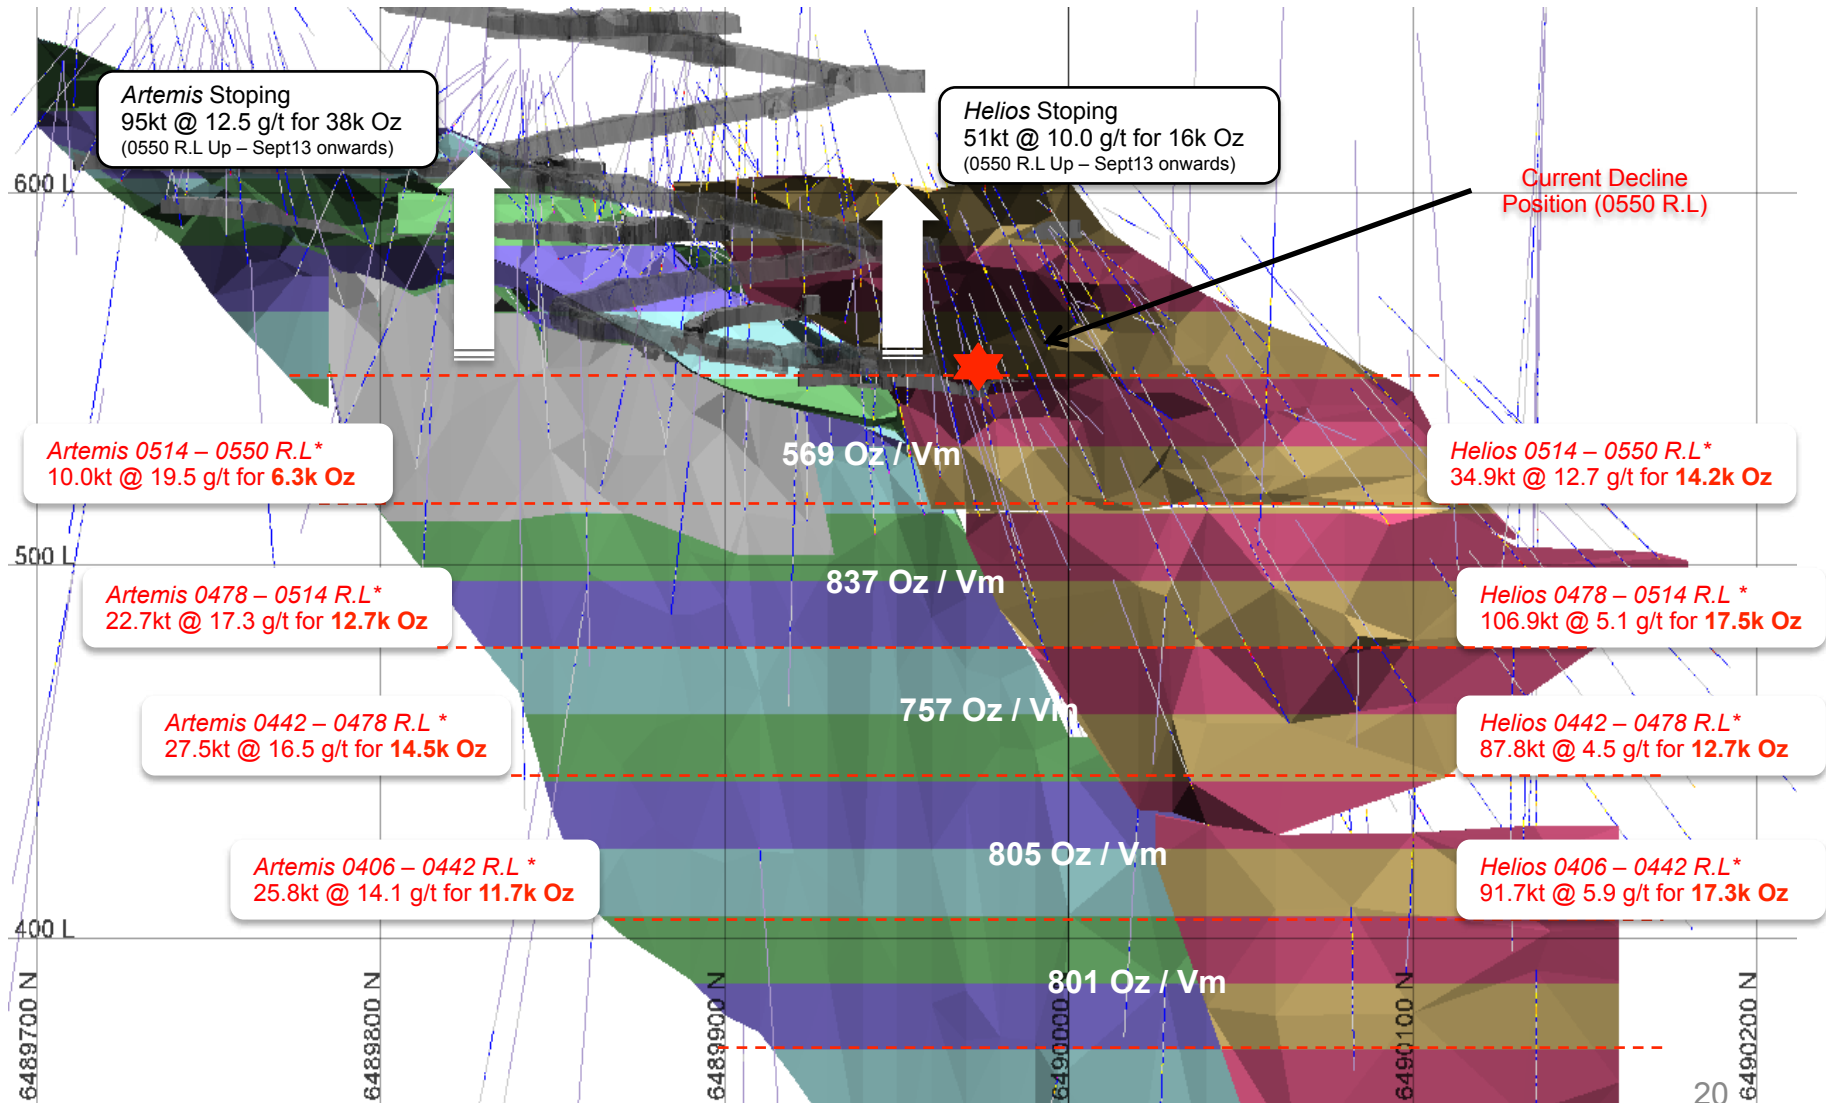 Artemis Stoping
95kt @ 12.5 g/t for 38k Oz
(0550 R.L Up – Sept13 onwards)
Helios Stoping
51kt @ 10.0 g/t for 16k Oz
(0550 R.L Up – Sept13 onwards)
Current Decline
Position (0550 R.L)
600 L
Artemis 0514 – 0550 R.L*
10.0kt @ 19.5 g/t for 6.3k Oz
569 Oz / Vm
Helios 0514 – 0550 R.L*
34.9kt @ 12.7 g/t for 14.2k Oz
500 L
Artemis 0478 – 0514 R.L*
22.7kt @ 17.3 g/t for 12.7k Oz
837 Oz / Vm
Helios 0478 – 0514 R.L *
106.9kt @ 5.1 g/t for 17.5k Oz
Artemis 0442 – 0478 R.L *
27.5kt @ 16.5 g/t for 14.5k Oz
757 Oz / Vm
Helios 0442 – 0478 R.L*
87.8kt @ 4.5 g/t for 12.7k Oz
Artemis 0406 – 0442 R.L *
25.8kt @ 14.1 g/t for 11.7k Oz
805 Oz / Vm
Helios 0406 – 0442 R.L*
91.7kt @ 5.9 g/t for 17.3k Oz
400 L
801 Oz / Vm
6489700 N
6489800 N
6489900 N
6490000 N
6490100 N
6490200 N
20